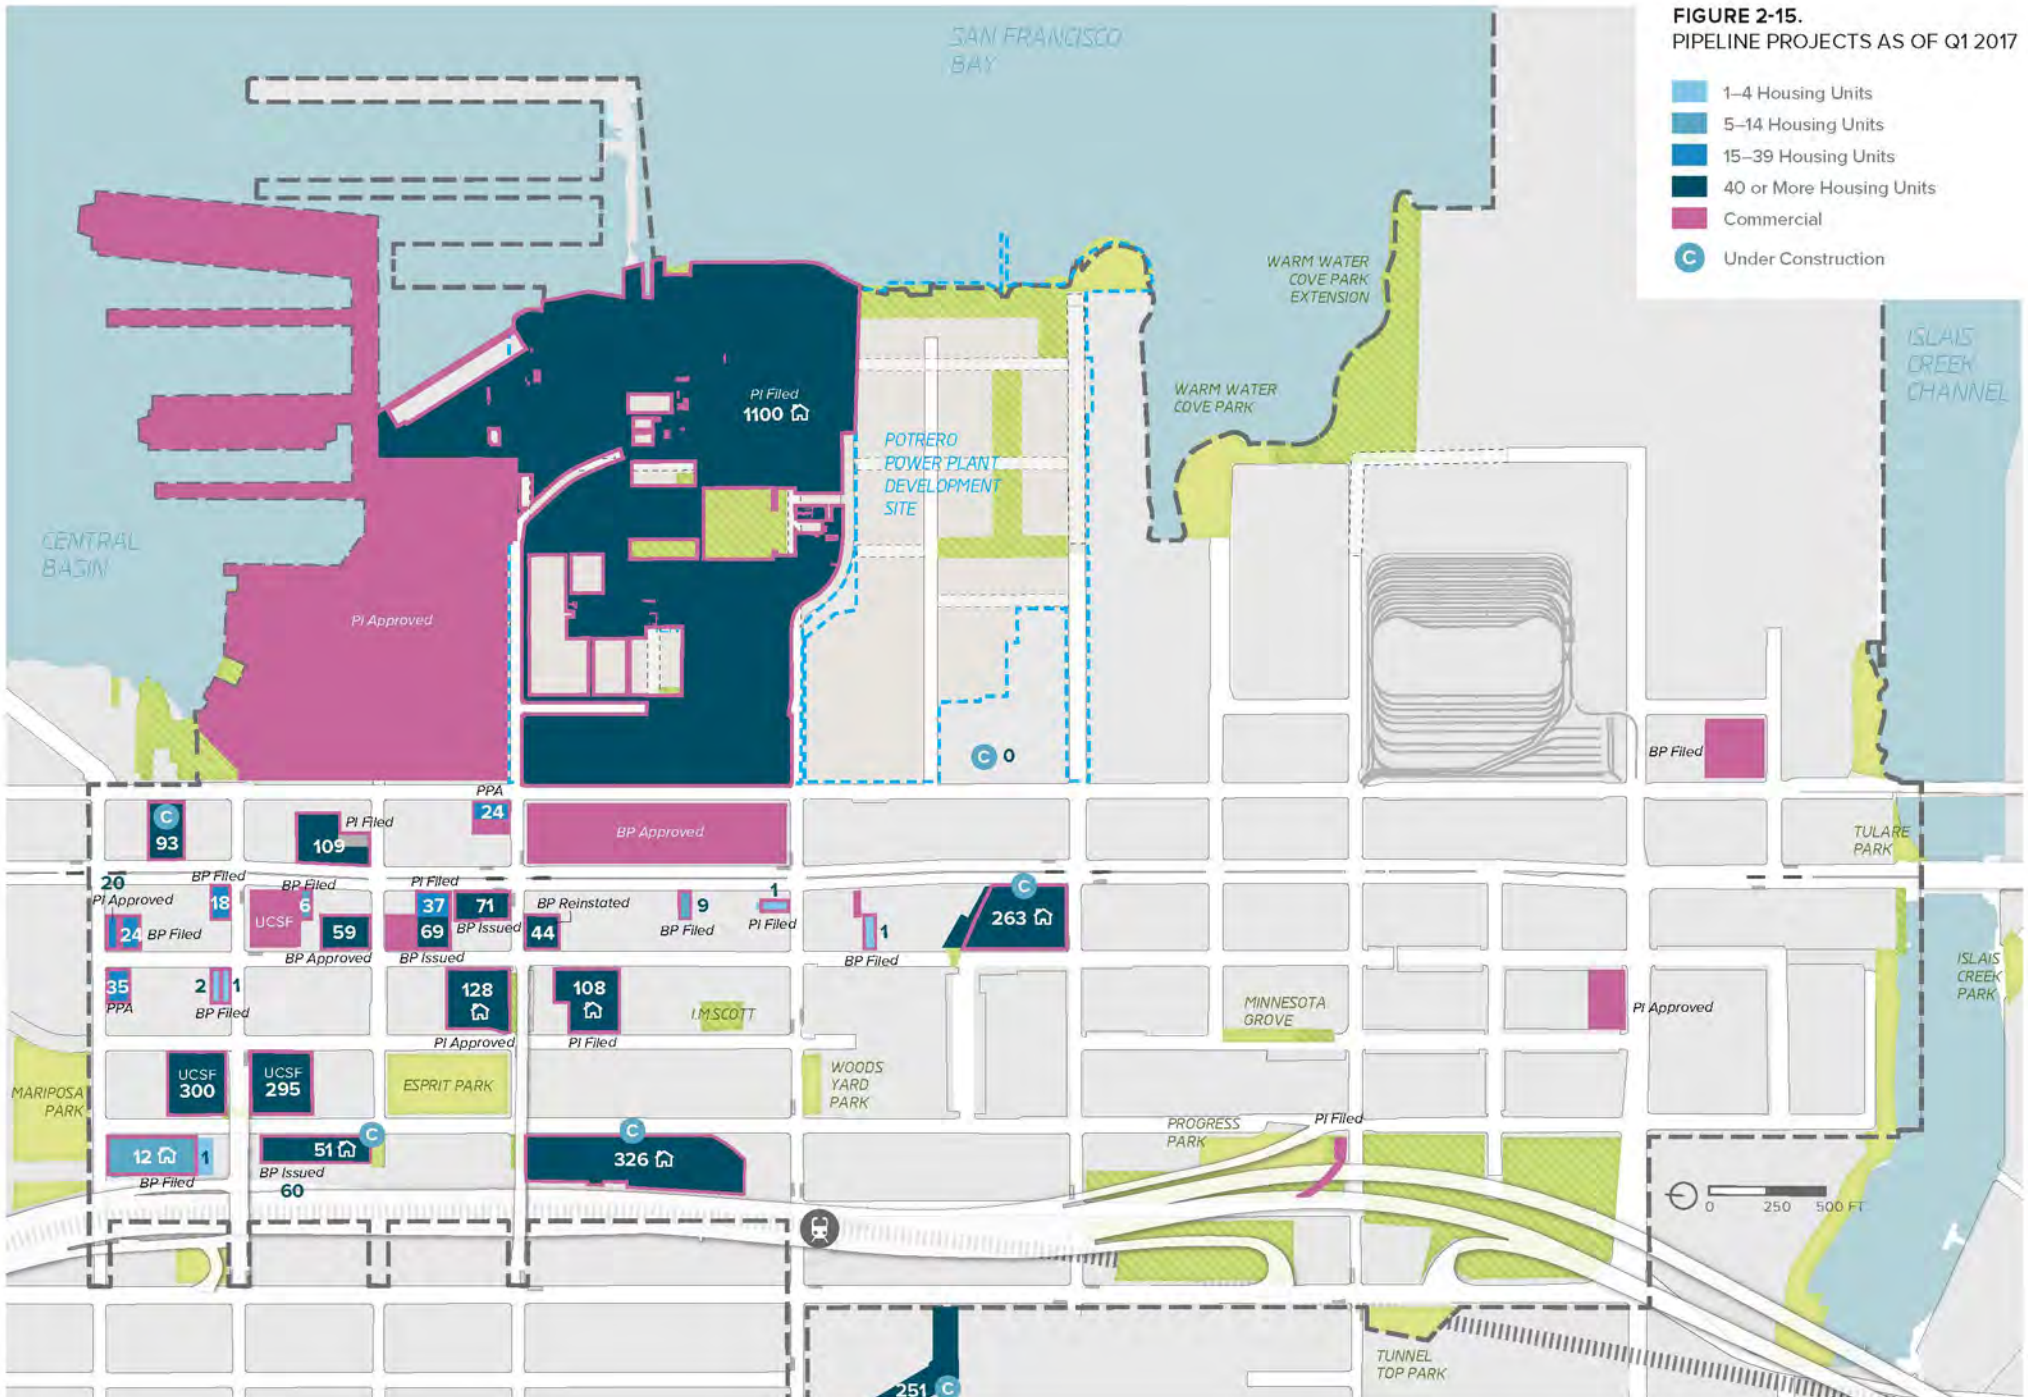 FIGURE 2-15.
PIPELINE PROJECTS AS OF Q1 2017
1–4 Housing Units
5–14 Housing Units
15–39 Housing Units
40 or More Housing Units
Commercial
C
Under Construction
SAN FRANCISCO
BAY
WARM WATER
COVE PARK
EXTENSION
ISLAIS
CREEK
CHANNEL
WARM WATER
COVE PARK
PI Filed
1100
POTRERO
POWER PLANT
DEVELOPMENT
SITE
CENTRAL
BASIN
PI Approved
C 0
BP Filed
PPA
24
C
93
PI Filed
109
BP Approved
TULARE
PARK
20
PI Approved
24
BP Filed
BP Filed
18
BP Filed
UCSF
6
59
BP Approved
PI Filed
37
69
BP Issued
71
BP Issued
BP Reinstated
44
9
BP Filed
1
PI Filed
1
BP Filed
C
263
35
PPA
2
1
BP Filed
128
PI Approved
108
PI Filed
I.M.SCOTT
MINNESOTA
GROVE
PI Approved
ISLAIS
CREEK
PARK
MARIPOSA
PARK
UCSF
300
UCSF
295
ESPRIT PARK
WOODS
YARD
PARK
12
1
BP Filed
C
51
BP Issued
60
C
326
PROGRESS
PARK
PI Filed
0 250 500 FT
TUNNEL
TOP PARK
251 C